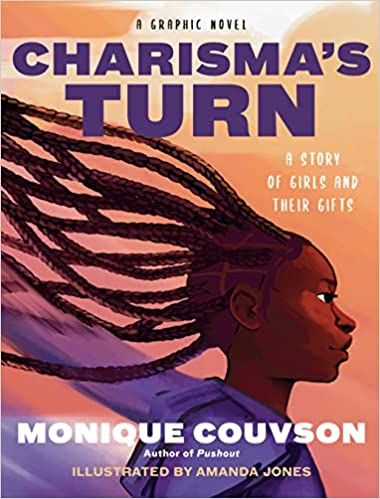 A GRAPHIC NOVEL
CHARISMA'S
TURN
A STORY
OF GIRLS AND
THEIR GIFTS
MONIQUE COUVSON
Author of Pushout
ILLUSTRATED BY AMANDA JONES